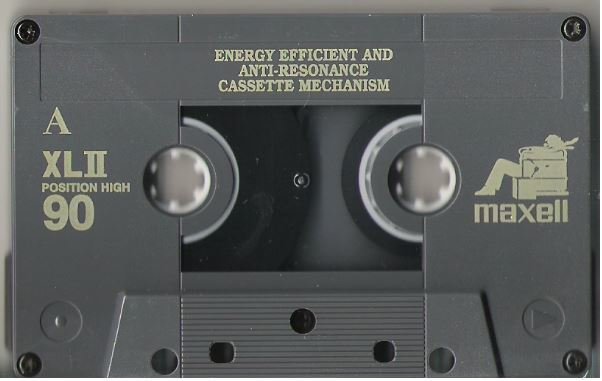 ENERGY EFFICIENT AND
ANTI-RESONANCE
CASSETTE MECHANISM
A
XLII
POSITION HIGH
90
maxell